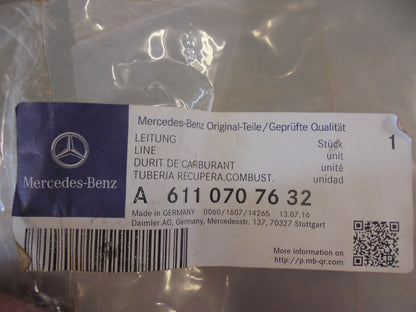 Mercedes-Benz Original-Teile/Geprüfte Qualität
LEITUNG Stück 1
LINE unit
DURIT DE CARBURANT unité
TUBERIA RECUPERA.COMBUST. unidad
Mercedes-Benz
A 611 070 76 32
Made in GERMANY 0060/1607/14265 13.07.16
Daimler AG, Germany, Mercedesstr. 137, 70327 Stuttgart
More information on
http://p.mb-qr.com